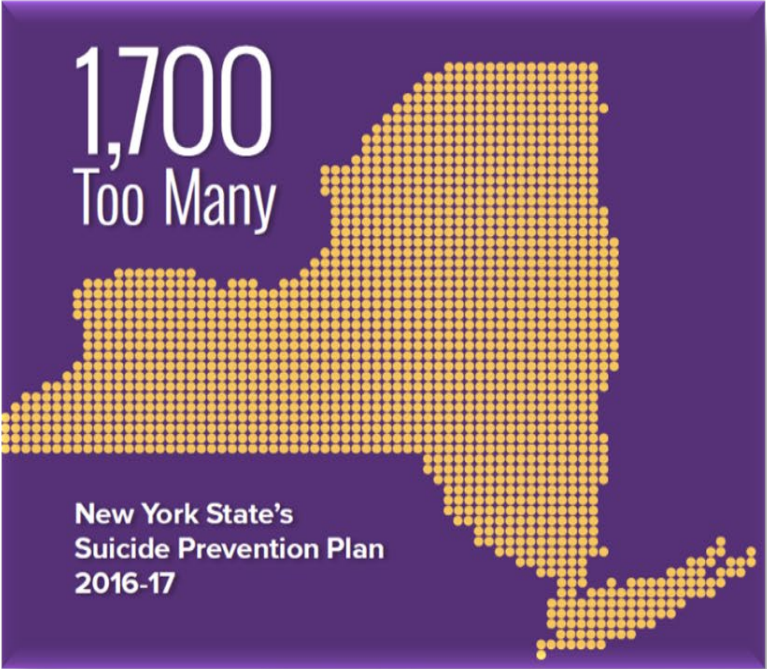 1,700
Too Many
New York State’s
Suicide Prevention Plan
2016-17